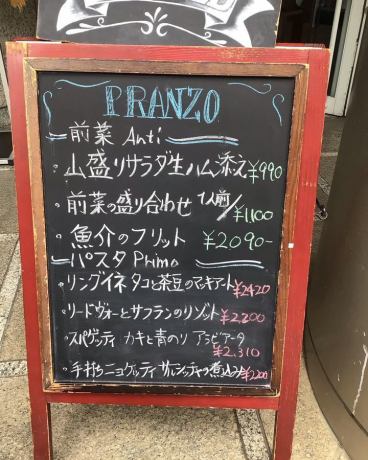 PRANZO
前菜 Anti
・山盛りサラダ生ハム添え ¥990
・前菜の盛り合わせ 1人前/¥1100
・魚介のフリット ¥2090-
パスタ Primo
・リングイネ タコと茶豆のマキアート ¥2420
・リードヴォーとサフランのリゾット ¥2200
・スパゲッティ カキと青のり アラビアータ
¥2.310
・手打ちニョケッティ サルシッチャの煮込み ¥2200